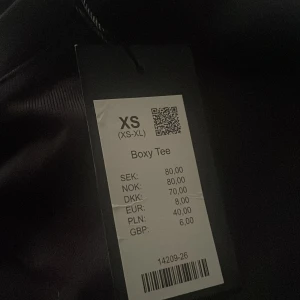 XS
(XS-XL)
Boxy Tee
SEK: 80,00
NOK: 80,00
DKK: 70,00
EUR: 8,00
PLN: 40,00
GBP: 6,00
14209-26